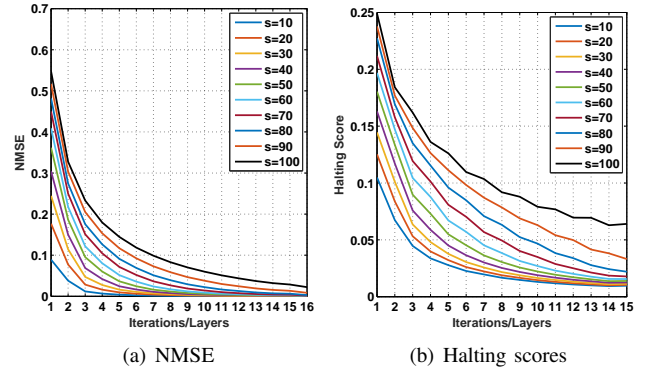 0.7
0.6
0.5
0.4
0.3
0.2
0.1
0
NMSE
s=10
s=20
s=30
s=40
s=50
s=60
s=70
s=80
s=90
s=100
1 2 3 4 5 6 7 8 9 10 11 12 13 14 15 16
Iterations/Layers
(a) NMSE
0.25
0.2
0.15
0.1
0.05
0
Halting Score
s=10
s=20
s=30
s=40
s=50
s=60
s=70
s=80
s=90
s=100
1 2 3 4 5 6 7 8 9 10 11 12 13 14 15
Iterations/Layers
(b) Halting scores